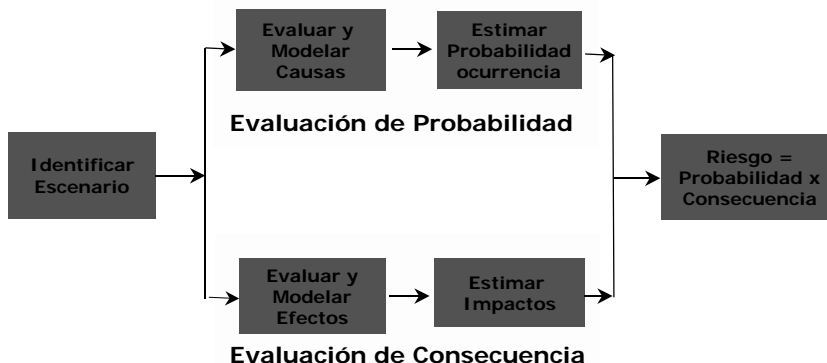 Evaluar y
Modelar
Causas
Estimar
Probabilidad
ocurrencia
Evaluación de Probabilidad
Identificar
Escenario
Riesgo =
Probabilidad x
Consecuencia
Evaluar y
Modelar
Efectos
Estimar
Impactos
Evaluación de Consecuencia